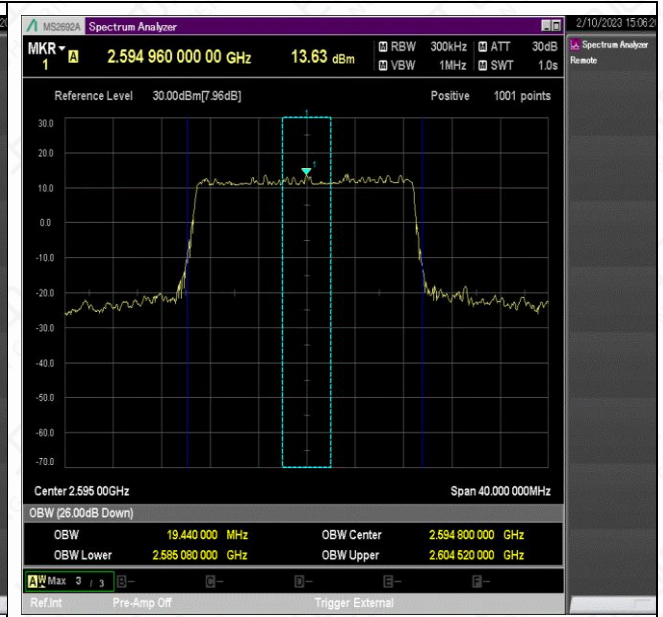 MS2692A Spectrum Analyzer
2/10/2023 15:06:2
MKR A 2.594 960 000 00 GHz 13.63 dBm M RBW 300kHz M ATT 30dB
1 M VBW 1MHz M SWT 1.0s
Spectrum Analyzer
Remote
Reference Level 30.00dBm[7.96dB] Positive 1001 points
1
30.0
20.0
1
10.0
0.0
-10.0
-20.0
-30.0
-40.0
-50.0
-60.0
-70.0
Center 2.595 00GHz Span 40.000 000MHz
OBW (26.00dB Down)
OBW 19.440 000 MHz OBW Center 2.594 800 000 GHz
OBW Lower 2.585 080 000 GHz OBW Upper 2.604 520 000 GHz
A W Max 3 / 3 B- C- D- E- F-
Ref.Int Pre-Amp Off Trigger External